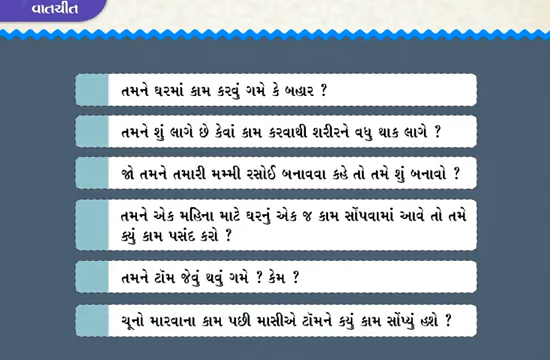 વાતચીત
તમને ઘરમાં કામ કરવું ગમે કે બહાર ?
તમને શું લાગે છે કેવાં કામ કરવાથી શરીરને વધુ થાક લાગે ?
જો તમને તમારી મમ્મી રસોઈ બનાવવા કહે તો તમે શું બનાવો ?
તમને એક મહિના માટે ઘરનું એક જ કામ સોંપવામાં આવે તો તમે
ક્યું કામ પસંદ કરો ?
તમને ટૉમ જેવું થવું ગમે ? કેમ ?
ચૂનો મારવાના કામ પછી માસીએ ટૉમને કયું કામ સોંપ્યું હશે ?